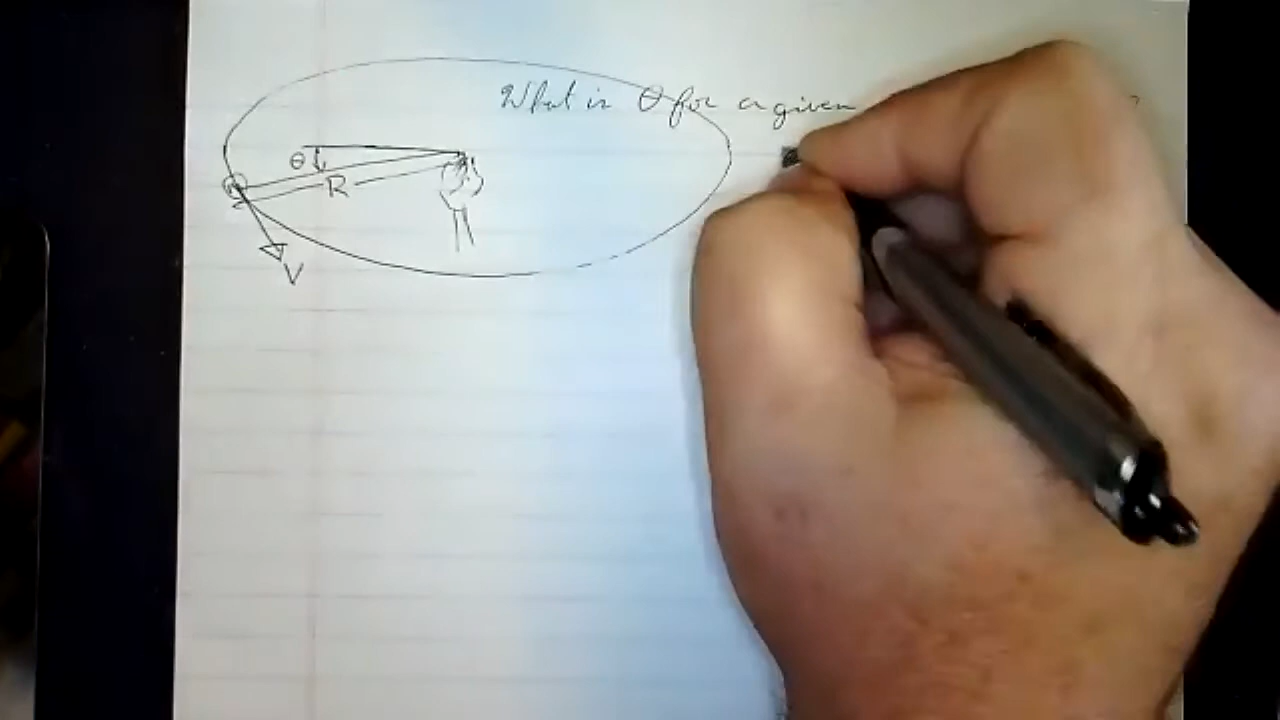 What is θ for a given
θ
R
V